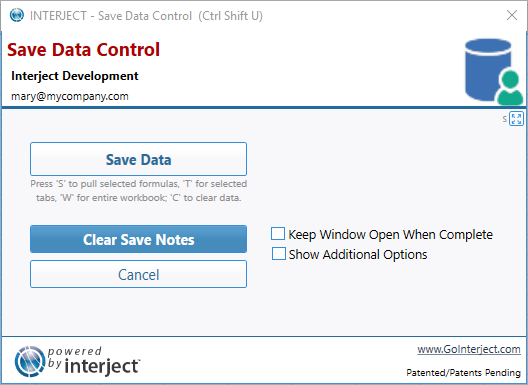 INTERJECT - Save Data Control (Ctrl Shift U)
Save Data Control
Interject Development
mary@mycompany.com
S
Save Data
Press 'S' to pull selected formulas, 'T' for selected
tabs, 'W' for entire workbook; 'C' to clear data.
Clear Save Notes
Keep Window Open When Complete
Show Additional Options
Cancel
powered
by interject™
www.GoInterject.com
Patented/Patents Pending